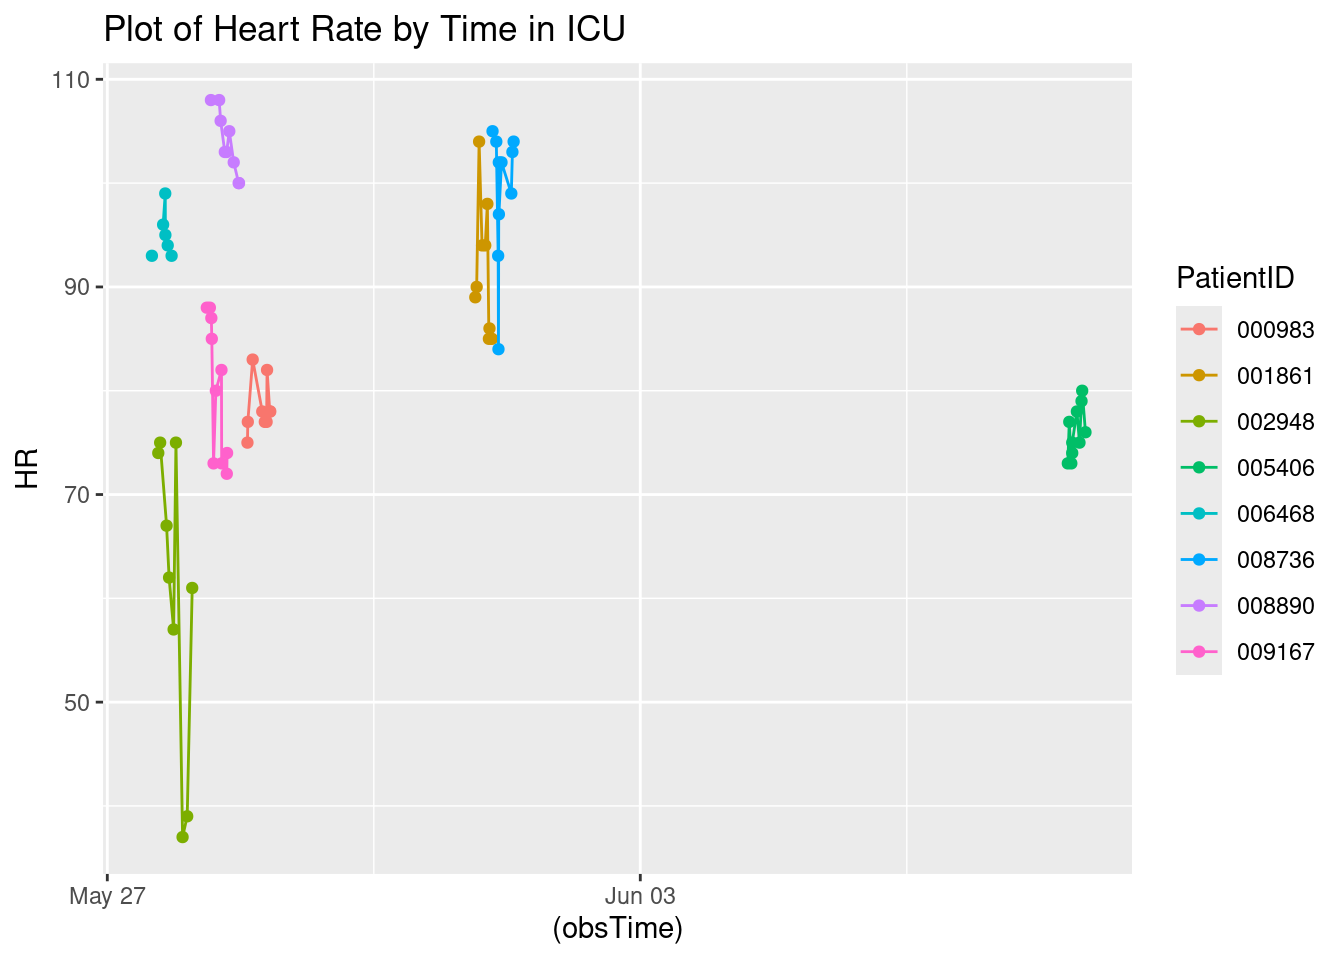 Plot of Heart Rate by Time in ICU
110
90
70
50
HR
May 27
Jun 03
(obsTime)
PatientID
000983
001861
002948
005406
006468
008736
008890
009167